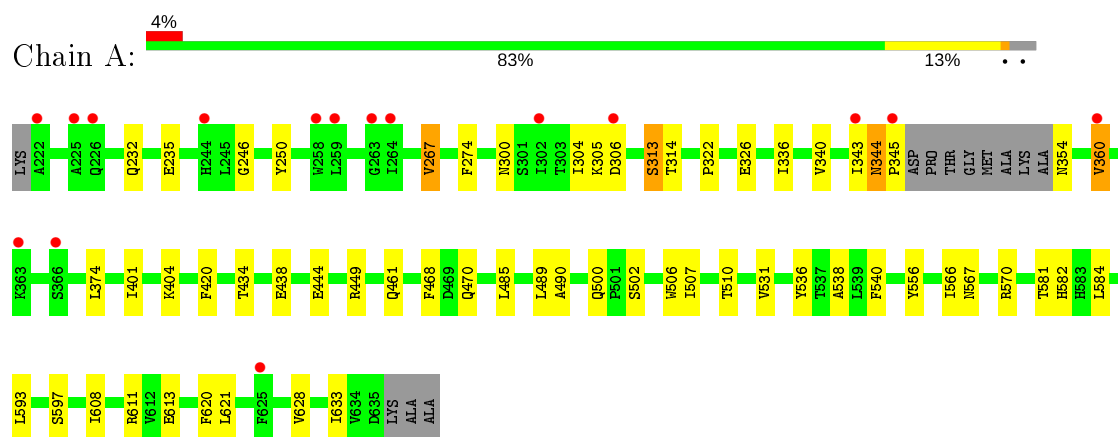 4%
Chain A:
83% 13% • •
LYS A222 A225 Q226 Q232 E235 H244 L245 G246 Y250 W258 L259 G263 I264 V267 F274 N300 S301 I302 T303 I304 K305 D306 S313 T314 P322 E326 I336 V340 I343 N344 P345 ASP PRO THR GLY MET ALA LYS ALA N354 V360
K363 S366 L374 I401 K404 F420 T434 E438 E444 R449 Q461 F468 D469 Q470 L485 L489 A490 Q500 P501 S502 W506 I507 T510 V531 Y536 T537 A538 L539 F540 Y556 I566 N567 R570 T581 H582 H583 L584
L593 S597 I608 R611 V612 E613 F620 L621 F625 V628 I633 V634 D635 LYS ALA ALA